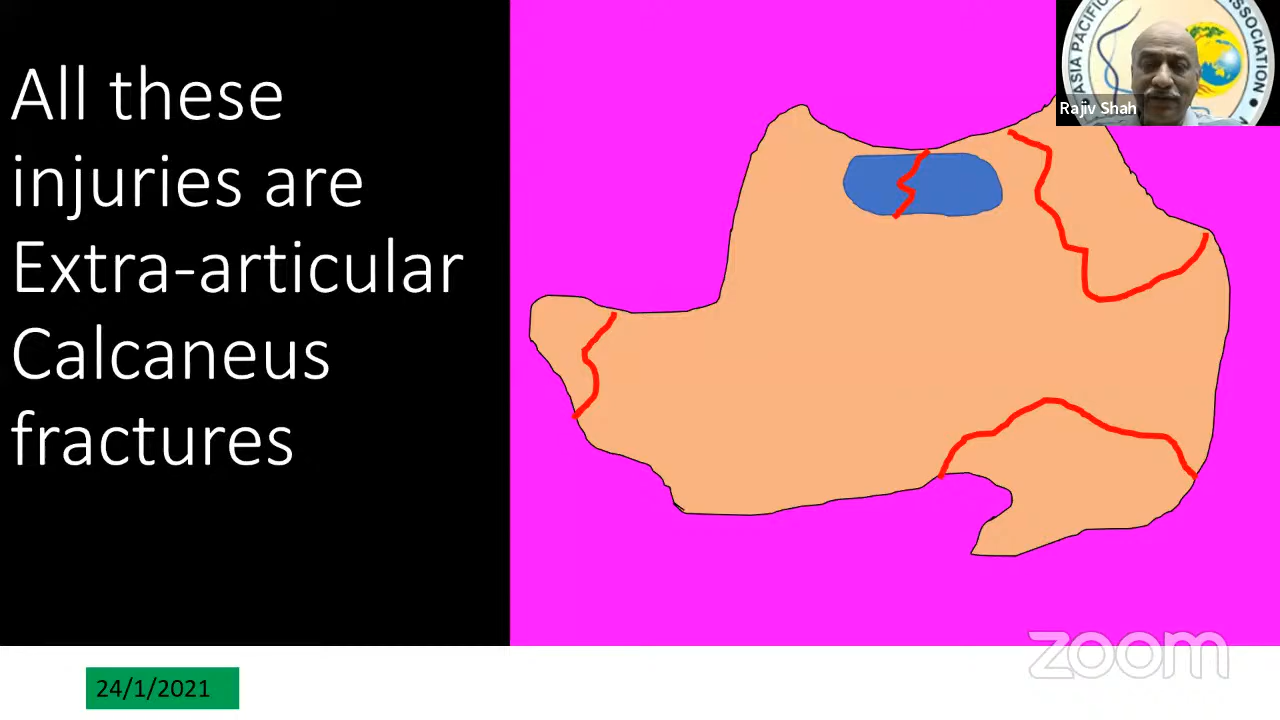 All these
injuries are
Extra-articular
Calcaneus
fractures
ASIA PACIFIC
ASSOCIATION
Rajiv Shah
zoom
24/1/2021